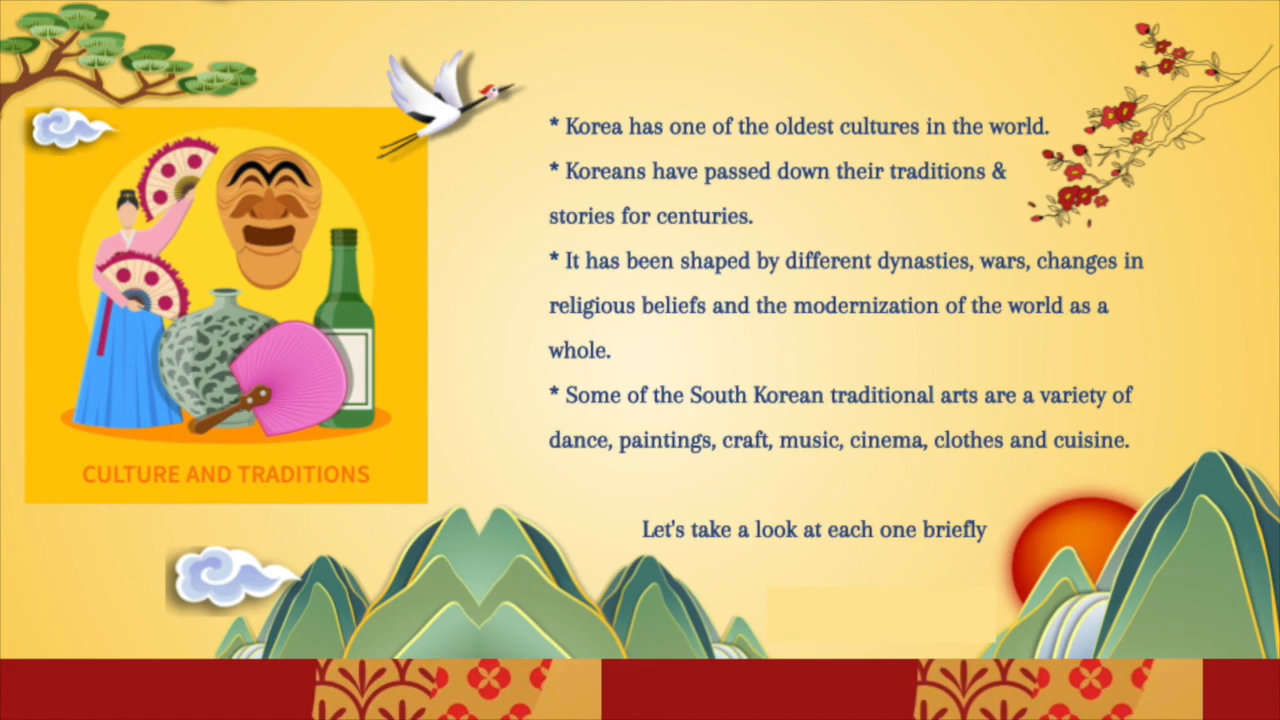 * Korea has one of the oldest cultures in the world.
* Koreans have passed down their traditions &
stories for centuries.
* It has been shaped by different dynasties, wars, changes in
religious beliefs and the modernization of the world as a
whole.
* Some of the South Korean traditional arts are a variety of
dance, paintings, craft, music, cinema, clothes and cuisine.
Let's take a look at each one briefly
CULTURE AND TRADITIONS